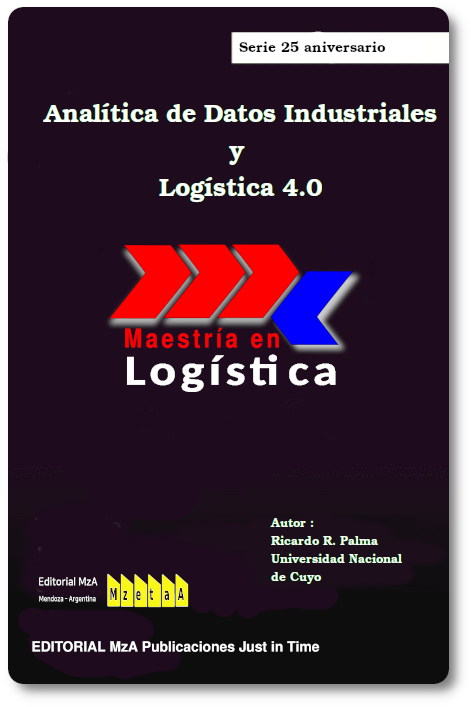 Serie 25 aniversario
Analítica de Datos Industriales
y
Logística 4.0
Maestría en
Logística
Autor :
Ricardo R. Palma
Universidad Nacional
de Cuyo
Editorial MzA
Mendoza - Argentina
MzetaA
EDITORIAL MzA Publicaciones Just in Time